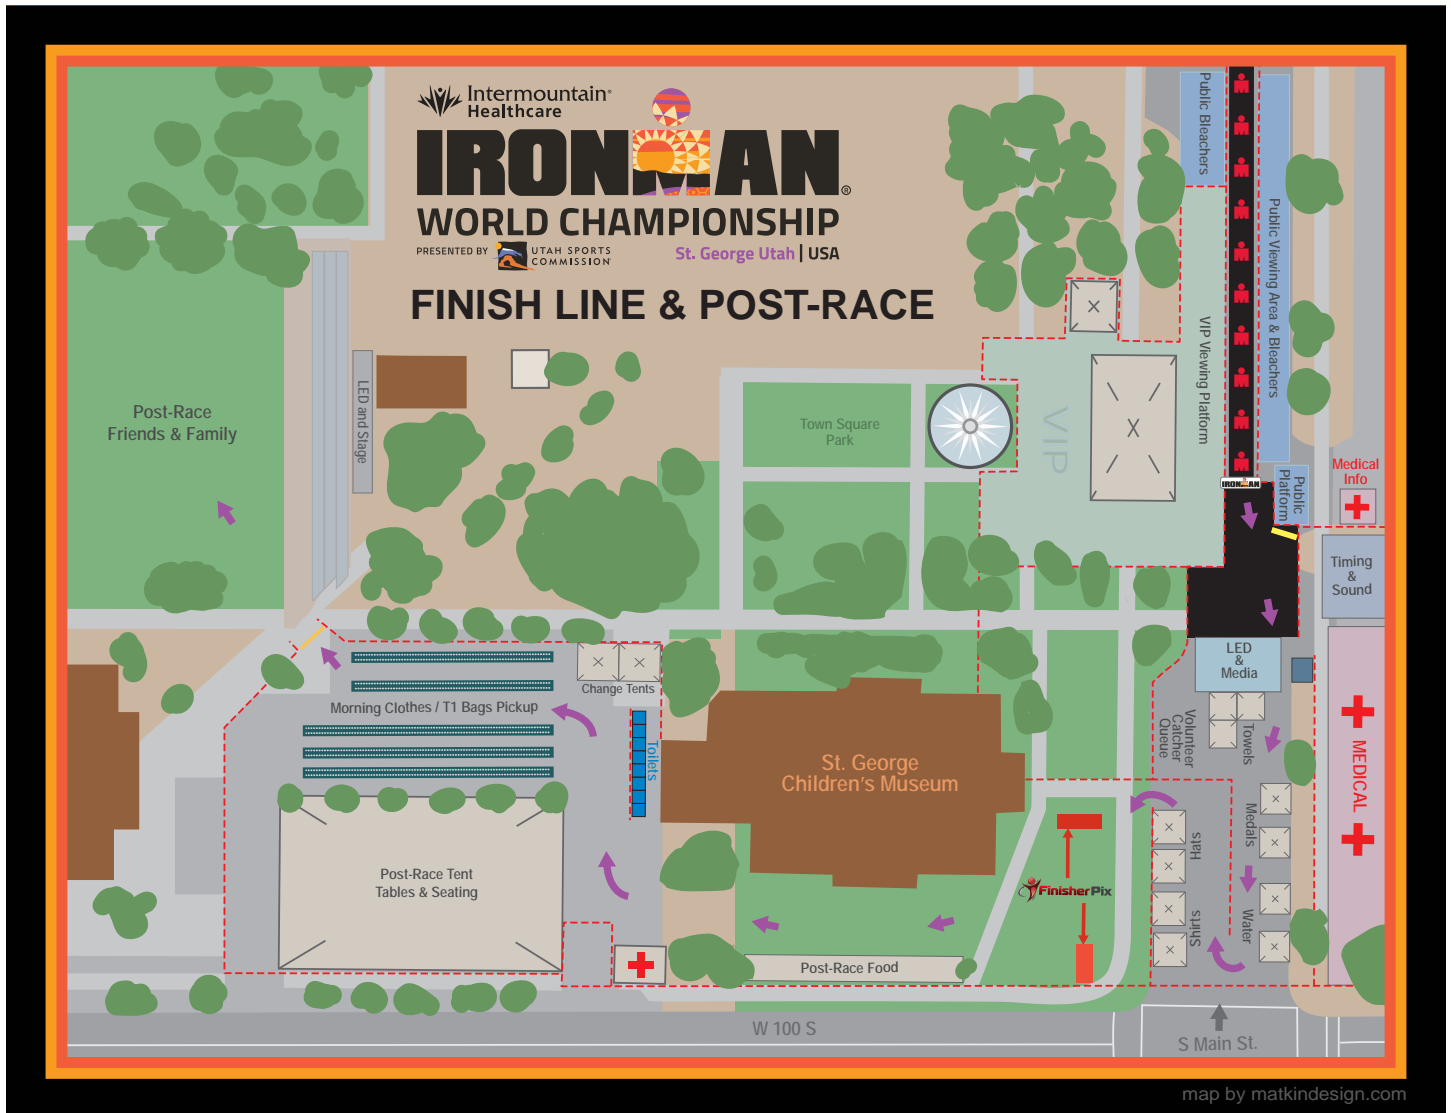 Intermountain®
Healthcare
IRONMAN®
WORLD CHAMPIONSHIP
PRESENTED BY UTAH SPORTS COMMISSION
St. George Utah | USA
FINISH LINE & POST-RACE
Public Bleachers
Public Viewing Area & Bleachers
VIP Viewing Platform
VIP
Post-Race
Friends & Family
LED and Stage
Town Square
Park
IRONMAN
Public
Platform
Medical
Info
Timing
&
Sound
LED
&
Media
Change Tents
Morning Clothes / T1 Bags Pickup
Toilets
Volunteer
Catcher
Queue
Towels
MEDICAL
St. George
Children's Museum
Medals
Hats
Post-Race Tent
Tables & Seating
FinisherPix
Shirts
Water
Post-Race Food
W 100 S
S Main St.
map by matkindesign.com